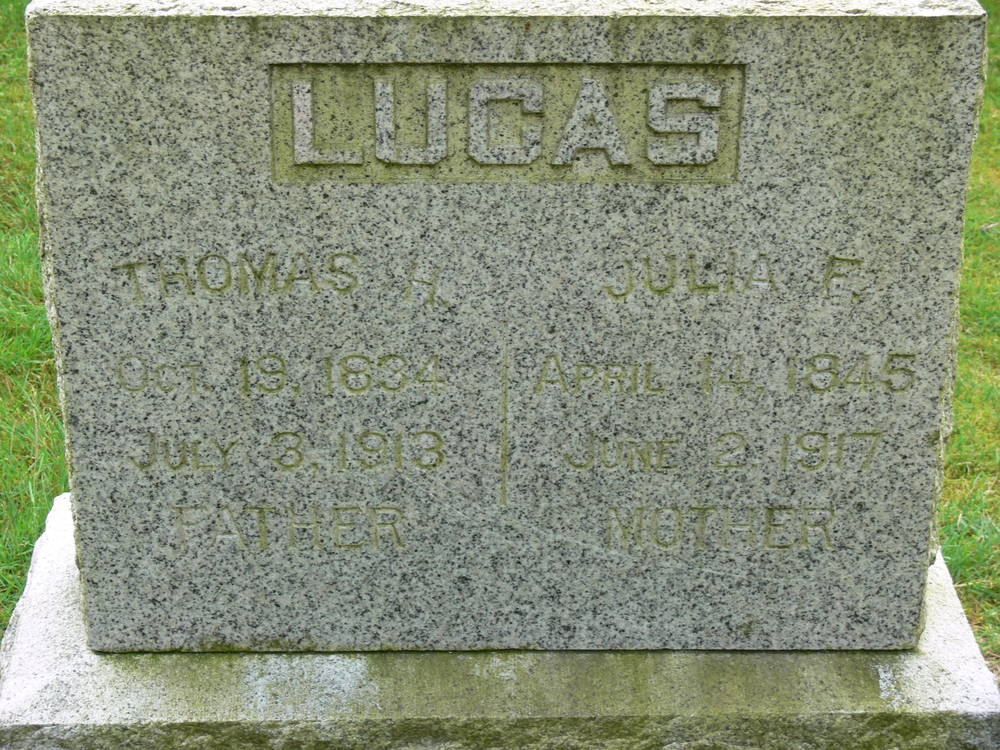 LUCAS
THOMAS H.
OCT. 19, 1834
JULY 3, 1913
FATHER
JULIA F.
APRIL 14, 1845
JUNE 2, 1917
MOTHER